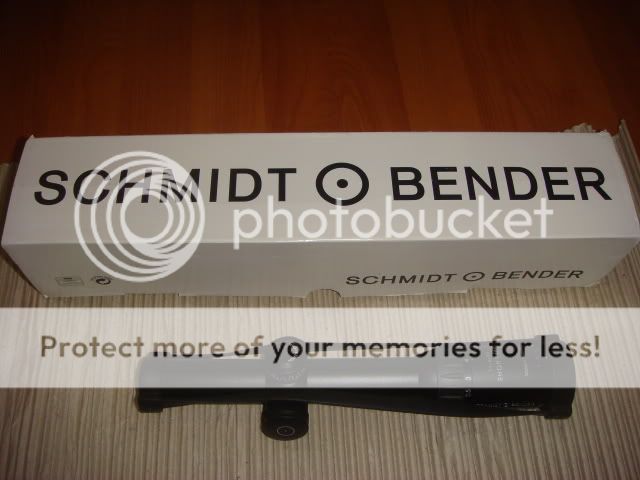 SCHMIDT BENDER
photobucket
SCHMIDT BENDER
Protect more of your memories for less!